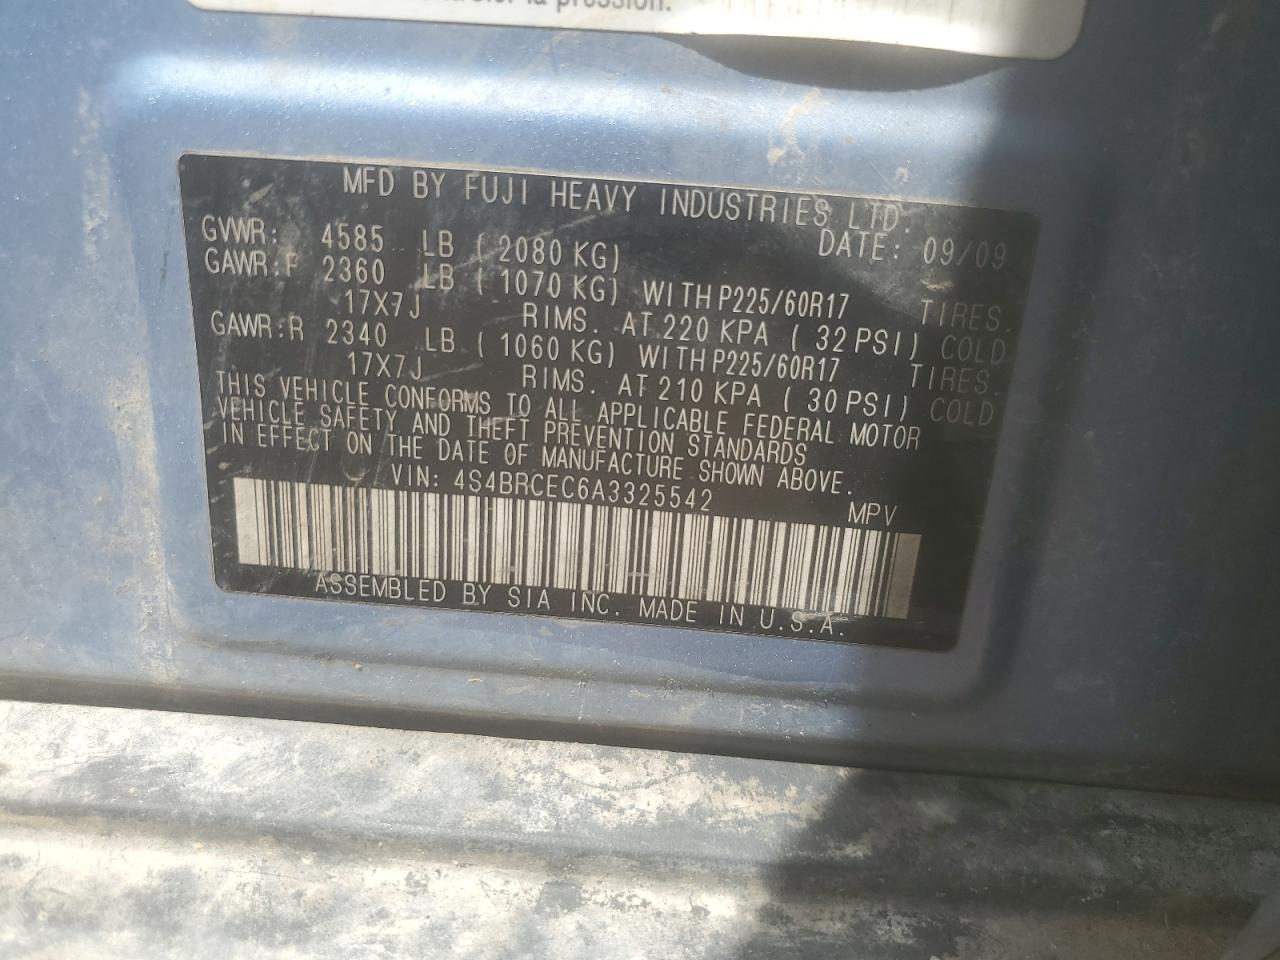 la pression.
MFD BY FUJI HEAVY INDUSTRIES LTD.
DATE: 09/09
GVWR: 4585 LB ( 2080 KG)
GAWR:F 2360 LB ( 1070 KG) WITH P225/60R17 TIRES.
17X7J RIMS. AT 220 KPA ( 32 PSI) COLD
GAWR:R 2340 LB ( 1060 KG) WITH P225/60R17 TIRES.
17X7J RIMS. AT 210 KPA ( 30 PSI) COLD
THIS VEHICLE CONFORMS TO ALL APPLICABLE FEDERAL MOTOR
VEHICLE SAFETY AND THEFT PREVENTION STANDARDS
IN EFFECT ON THE DATE OF MANUFACTURE SHOWN ABOVE.
VIN: 4S4BRCEC6A3325542 MPV
ASSEMBLED BY SIA INC. MADE IN U.S.A.